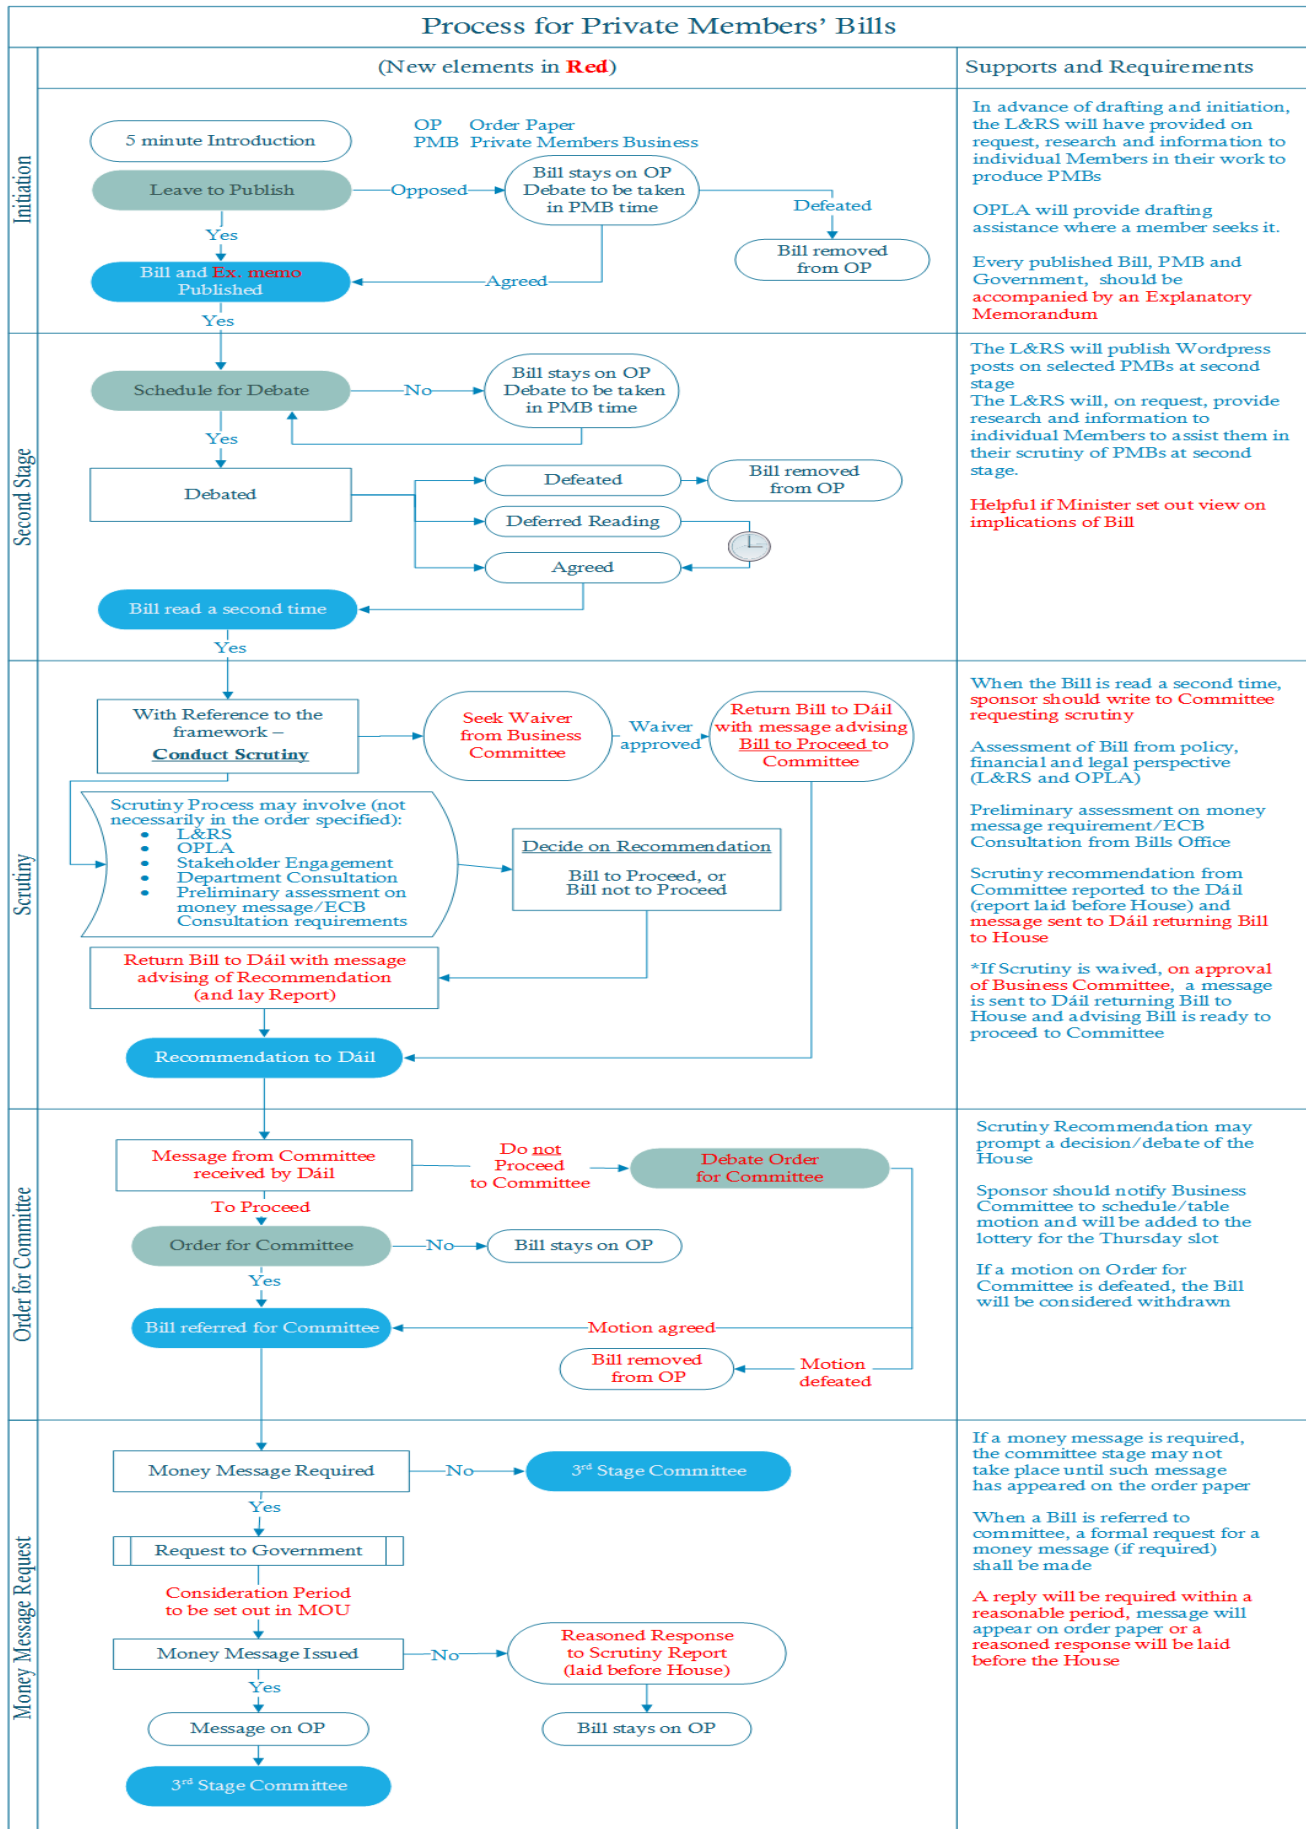 Process for Private Members' Bills
(New elements in Red)
Supports and Requirements
Initiation
5 minute Introduction
OP Order Paper
PMB Private Members Business
Leave to Publish
Opposed
Bill stays on OP
Debate to be taken
in PMB time
Defeated
Bill removed
from OP
Yes
Agreed
Bill and Ex. memo
Published
Yes
In advance of drafting and initiation,
the L&RS will have provided on
request, research and information to
individual Members in their work to
produce PMBs
OPLA will provide drafting
assistance where a member seeks it.
Every published Bill, PMB and
Government, should be
accompanied by an Explanatory
Memorandum
Second Stage
Schedule for Debate
No
Bill stays on OP
Debate to be taken
in PMB time
Yes
Debated
Defeated
Bill removed
from OP
Deferred Reading
Agreed
Bill read a second time
Yes
The L&RS will publish Wordpress
posts on selected PMBs at second
stage
The L&RS will, on request, provide
research and information to
individual Members to assist them in
their scrutiny of PMBs at second
stage.
Helpful if Minister set out view on
implications of Bill
Scrutiny
With Reference to the
framework –
Conduct Scrutiny
Seek Waiver
from Business
Committee
Waiver
approved
Return Bill to Dáil
with message advising
Bill to Proceed to
Committee
Scrutiny Process may involve (not
necessarily in the order specified):
• L&RS
• OPLA
• Stakeholder Engagement
• Department Consultation
• Preliminary assessment on
money message/ECB
Consultation requirements
Decide on Recommendation
Bill to Proceed, or
Bill not to Proceed
Return Bill to Dáil with message
advising of Recommendation
(and lay Report)
Recommendation to Dáil
When the Bill is read a second time,
sponsor should write to Committee
requesting scrutiny
Assessment of Bill from policy,
financial and legal perspective
(L&RS and OPLA)
Preliminary assessment on money
message requirement/ECB
Consultation from Bills Office
Scrutiny recommendation from
Committee reported to the Dáil
(report laid before House) and
message sent to Dáil returning Bill
to House
*If Scrutiny is waived, on approval
of Business Committee, a message
is sent to Dáil returning Bill to
House and advising Bill is ready to
proceed to Committee
Order for Committee
Message from Committee
received by Dáil
Do not
Proceed
to Committee
Debate Order
for Committee
To Proceed
Order for Committee
No
Bill stays on OP
Yes
Bill referred for Committee
Motion agreed
Bill removed
from OP
Motion
defeated
Scrutiny Recommendation may
prompt a decision/debate of the
House
Sponsor should notify Business
Committee to schedule/table
motion and will be added to the
lottery for the Thursday slot
If a motion on Order for
Committee is defeated, the Bill
will be considered withdrawn
Money Message Request
Money Message Required
No
3rd Stage Committee
Yes
Request to Government
Consideration Period
to be set out in MOU
Money Message Issued
No
Reasoned Response
to Scrutiny Report
(laid before House)
Yes
Message on OP
Bill stays on OP
3rd Stage Committee
If a money message is required,
the committee stage may not
take place until such message
has appeared on the order paper
When a Bill is referred to
committee, a formal request for a
money message (if required)
shall be made
A reply will be required within a
reasonable period, message will
appear on order paper or a
reasoned response will be laid
before the House